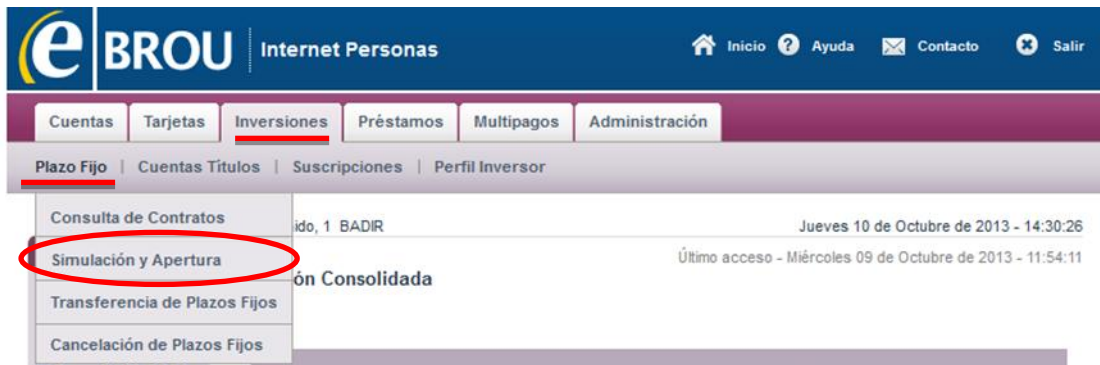 e BROU Internet Personas Inicio ? Ayuda Contacto Salir
Cuentas Tarjetas Inversiones Préstamos Multipagos Administración
Plazo Fijo | Cuentas Títulos | Suscripciones | Perfil Inversor
Consulta de Contratos
ido, 1 BADIR Jueves 10 de Octubre de 2013 - 14:30:26
Simulación y Apertura
Último acceso - Miércoles 09 de Octubre de 2013 - 11:54:11
ón Consolidada
Transferencia de Plazos Fijos
Cancelación de Plazos Fijos